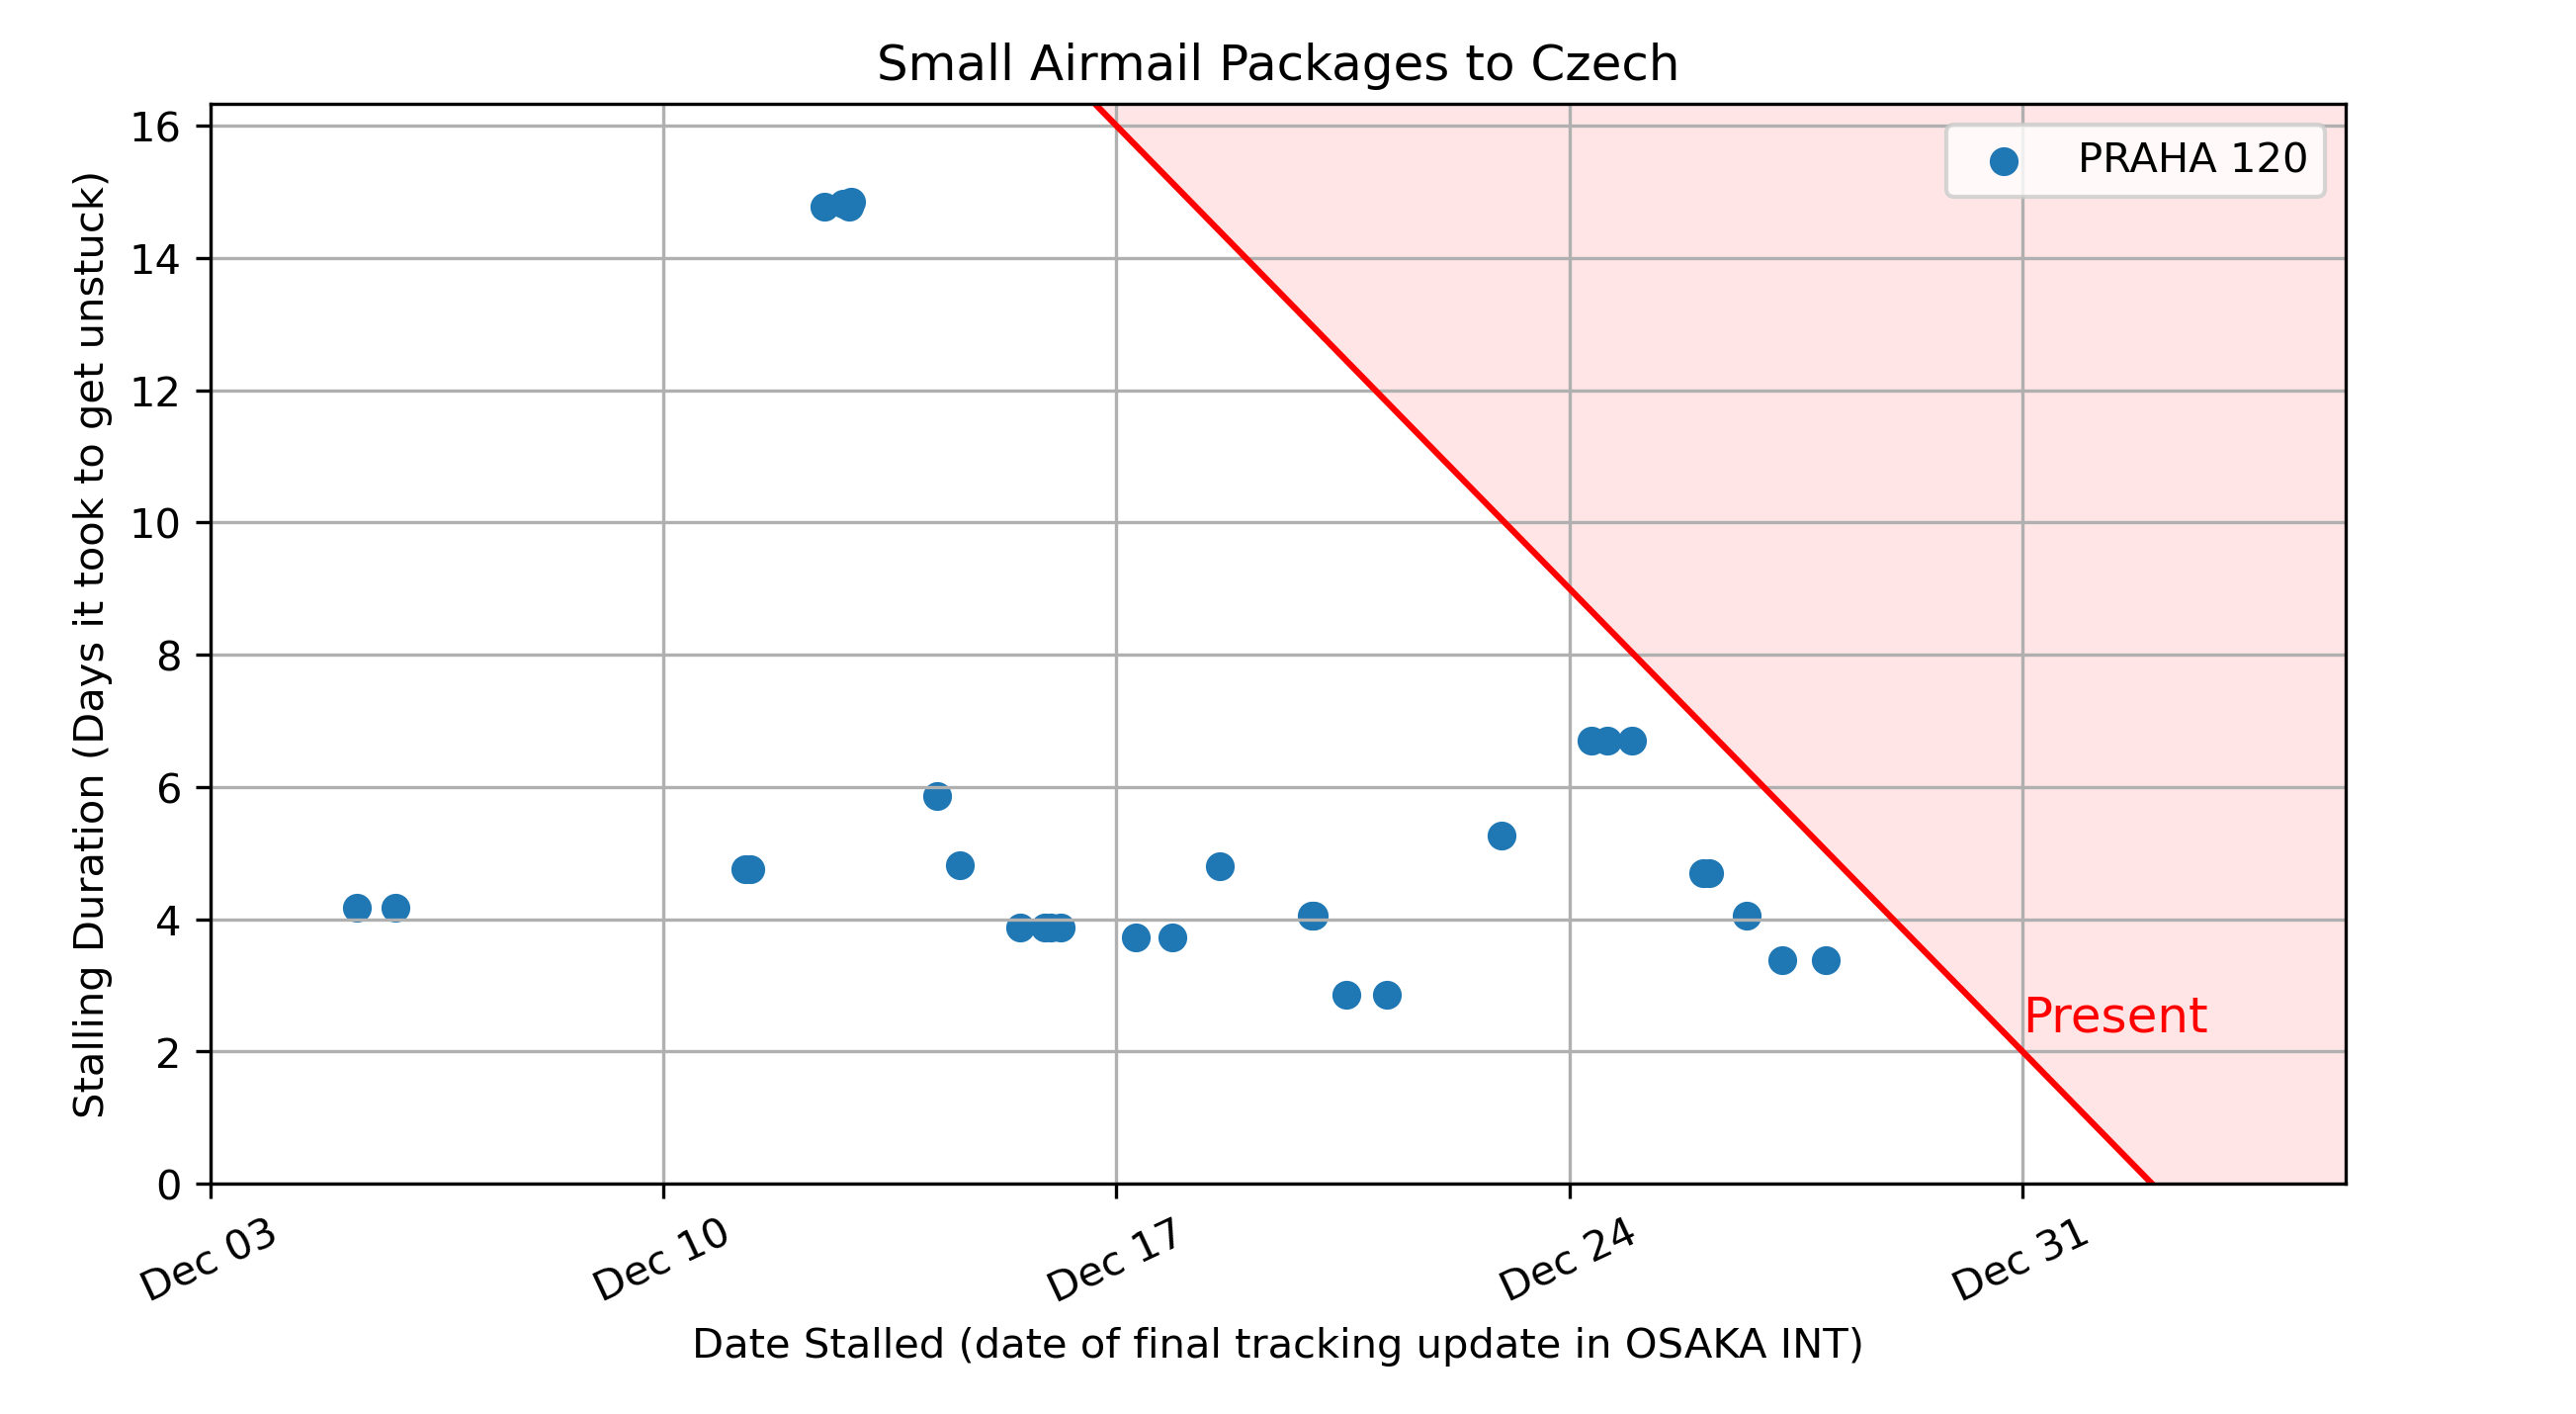 Small Airmail Packages to Czech
PRAHA 120
Stalling Duration (Days it took to get unstuck)
16
14
12
10
8
6
4
2
0
Present
Dec 03
Dec 10
Dec 17
Dec 24
Dec 31
Date Stalled (date of final tracking update in OSAKA INT)